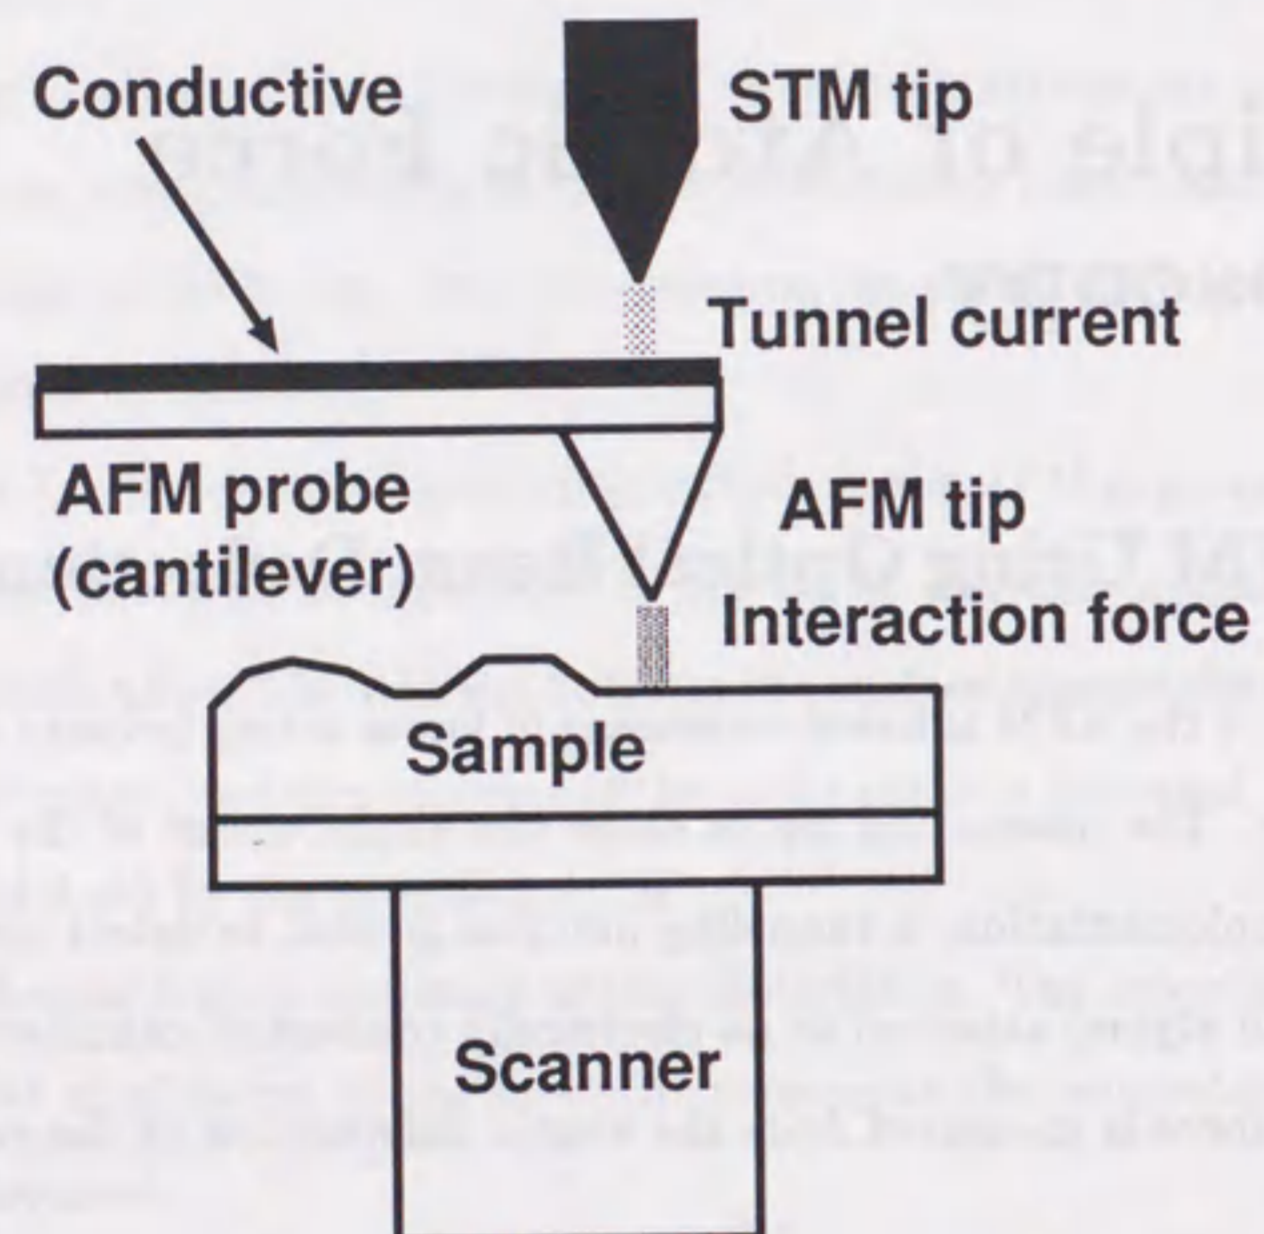 Conductive
STM tip
Tunnel current
AFM probe
(cantilever)
AFM tip
Interaction force
Sample
Scanner